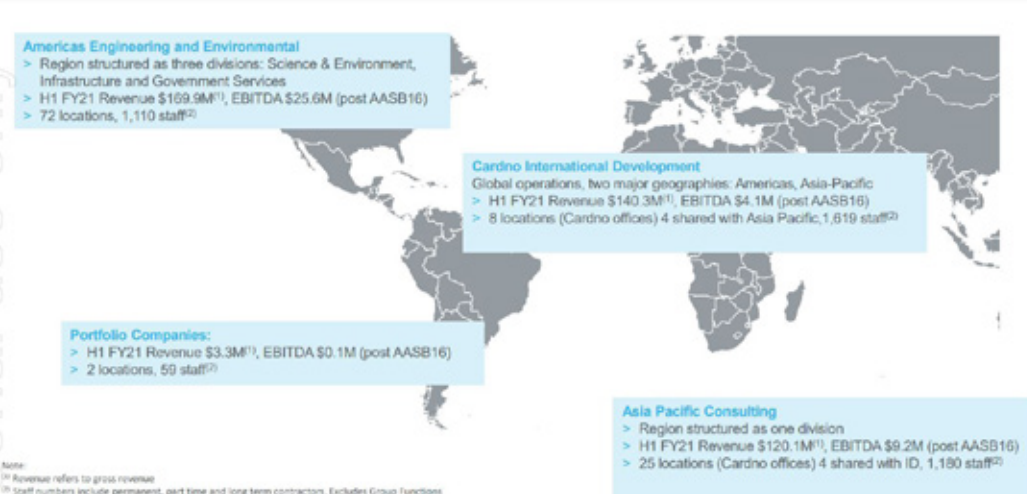 Americas Engineering and Environmental
> Region structured as three divisions: Science & Environment,
Infrastructure and Government Services
> H1 FY21 Revenue $169.9M(1), EBITDA $25.6M (post AASB16)
> 72 locations, 1,110 staff(2)
Cardno International Development
Global operations, two major geographies: Americas, Asia-Pacific
> H1 FY21 Revenue $140.3M(1), EBITDA $4.1M (post AASB16)
> 8 locations (Cardno offices) 4 shared with Asia Pacific,1,619 staff(2)
Portfolio Companies:
> H1 FY21 Revenue $3.3M(1), EBITDA $0.1M (post AASB16)
> 2 locations, 59 staff(2)
Asia Pacific Consulting
> Region structured as one division
> H1 FY21 Revenue $120.1M(1), EBITDA $9.2M (post AASB16)
> 25 locations (Cardno offices) 4 shared with ID, 1,180 staff(2)
Note:
(1) Revenue refers to gross revenue
(2) Staff numbers include permanent, part time and long term contractors. Excludes Group Functions